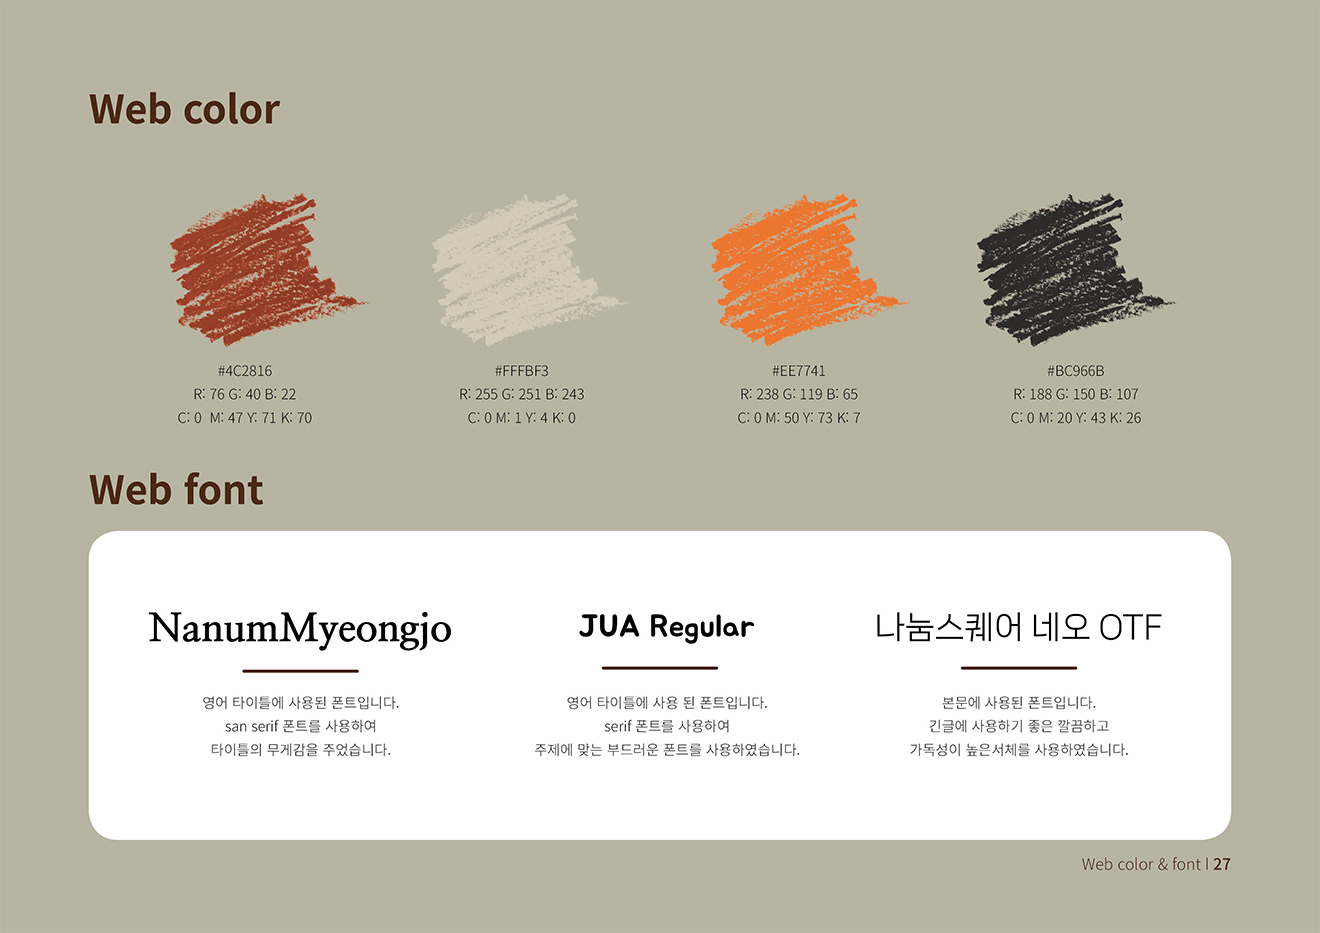 Web color
#4C2816
R: 76 G: 40 B: 22
C: 0 M: 47 Y: 71 K: 70
#FFFBF3
R: 255 G: 251 B: 243
C: 0 M: 1 Y: 4 K: 0
#EE7741
R: 238 G: 119 B: 65
C: 0 M: 50 Y: 73 K: 7
#BC966B
R: 188 G: 150 B: 107
C: 0 M: 20 Y: 43 K: 26
Web font
NanumMyeongjo
영어 타이틀에 사용된 폰트입니다.
san serif 폰트를 사용하여
타이틀의 무게감을 주었습니다.
JUA Regular
영어 타이틀에 사용 된 폰트입니다.
serif 폰트를 사용하여
주제에 맞는 부드러운 폰트를 사용하였습니다.
나눔스퀘어 네오 OTF
본문에 사용된 폰트입니다.
긴글에 사용하기 좋은 깔끔하고
가독성이 높은서체를 사용하였습니다.
Web color & font l 27